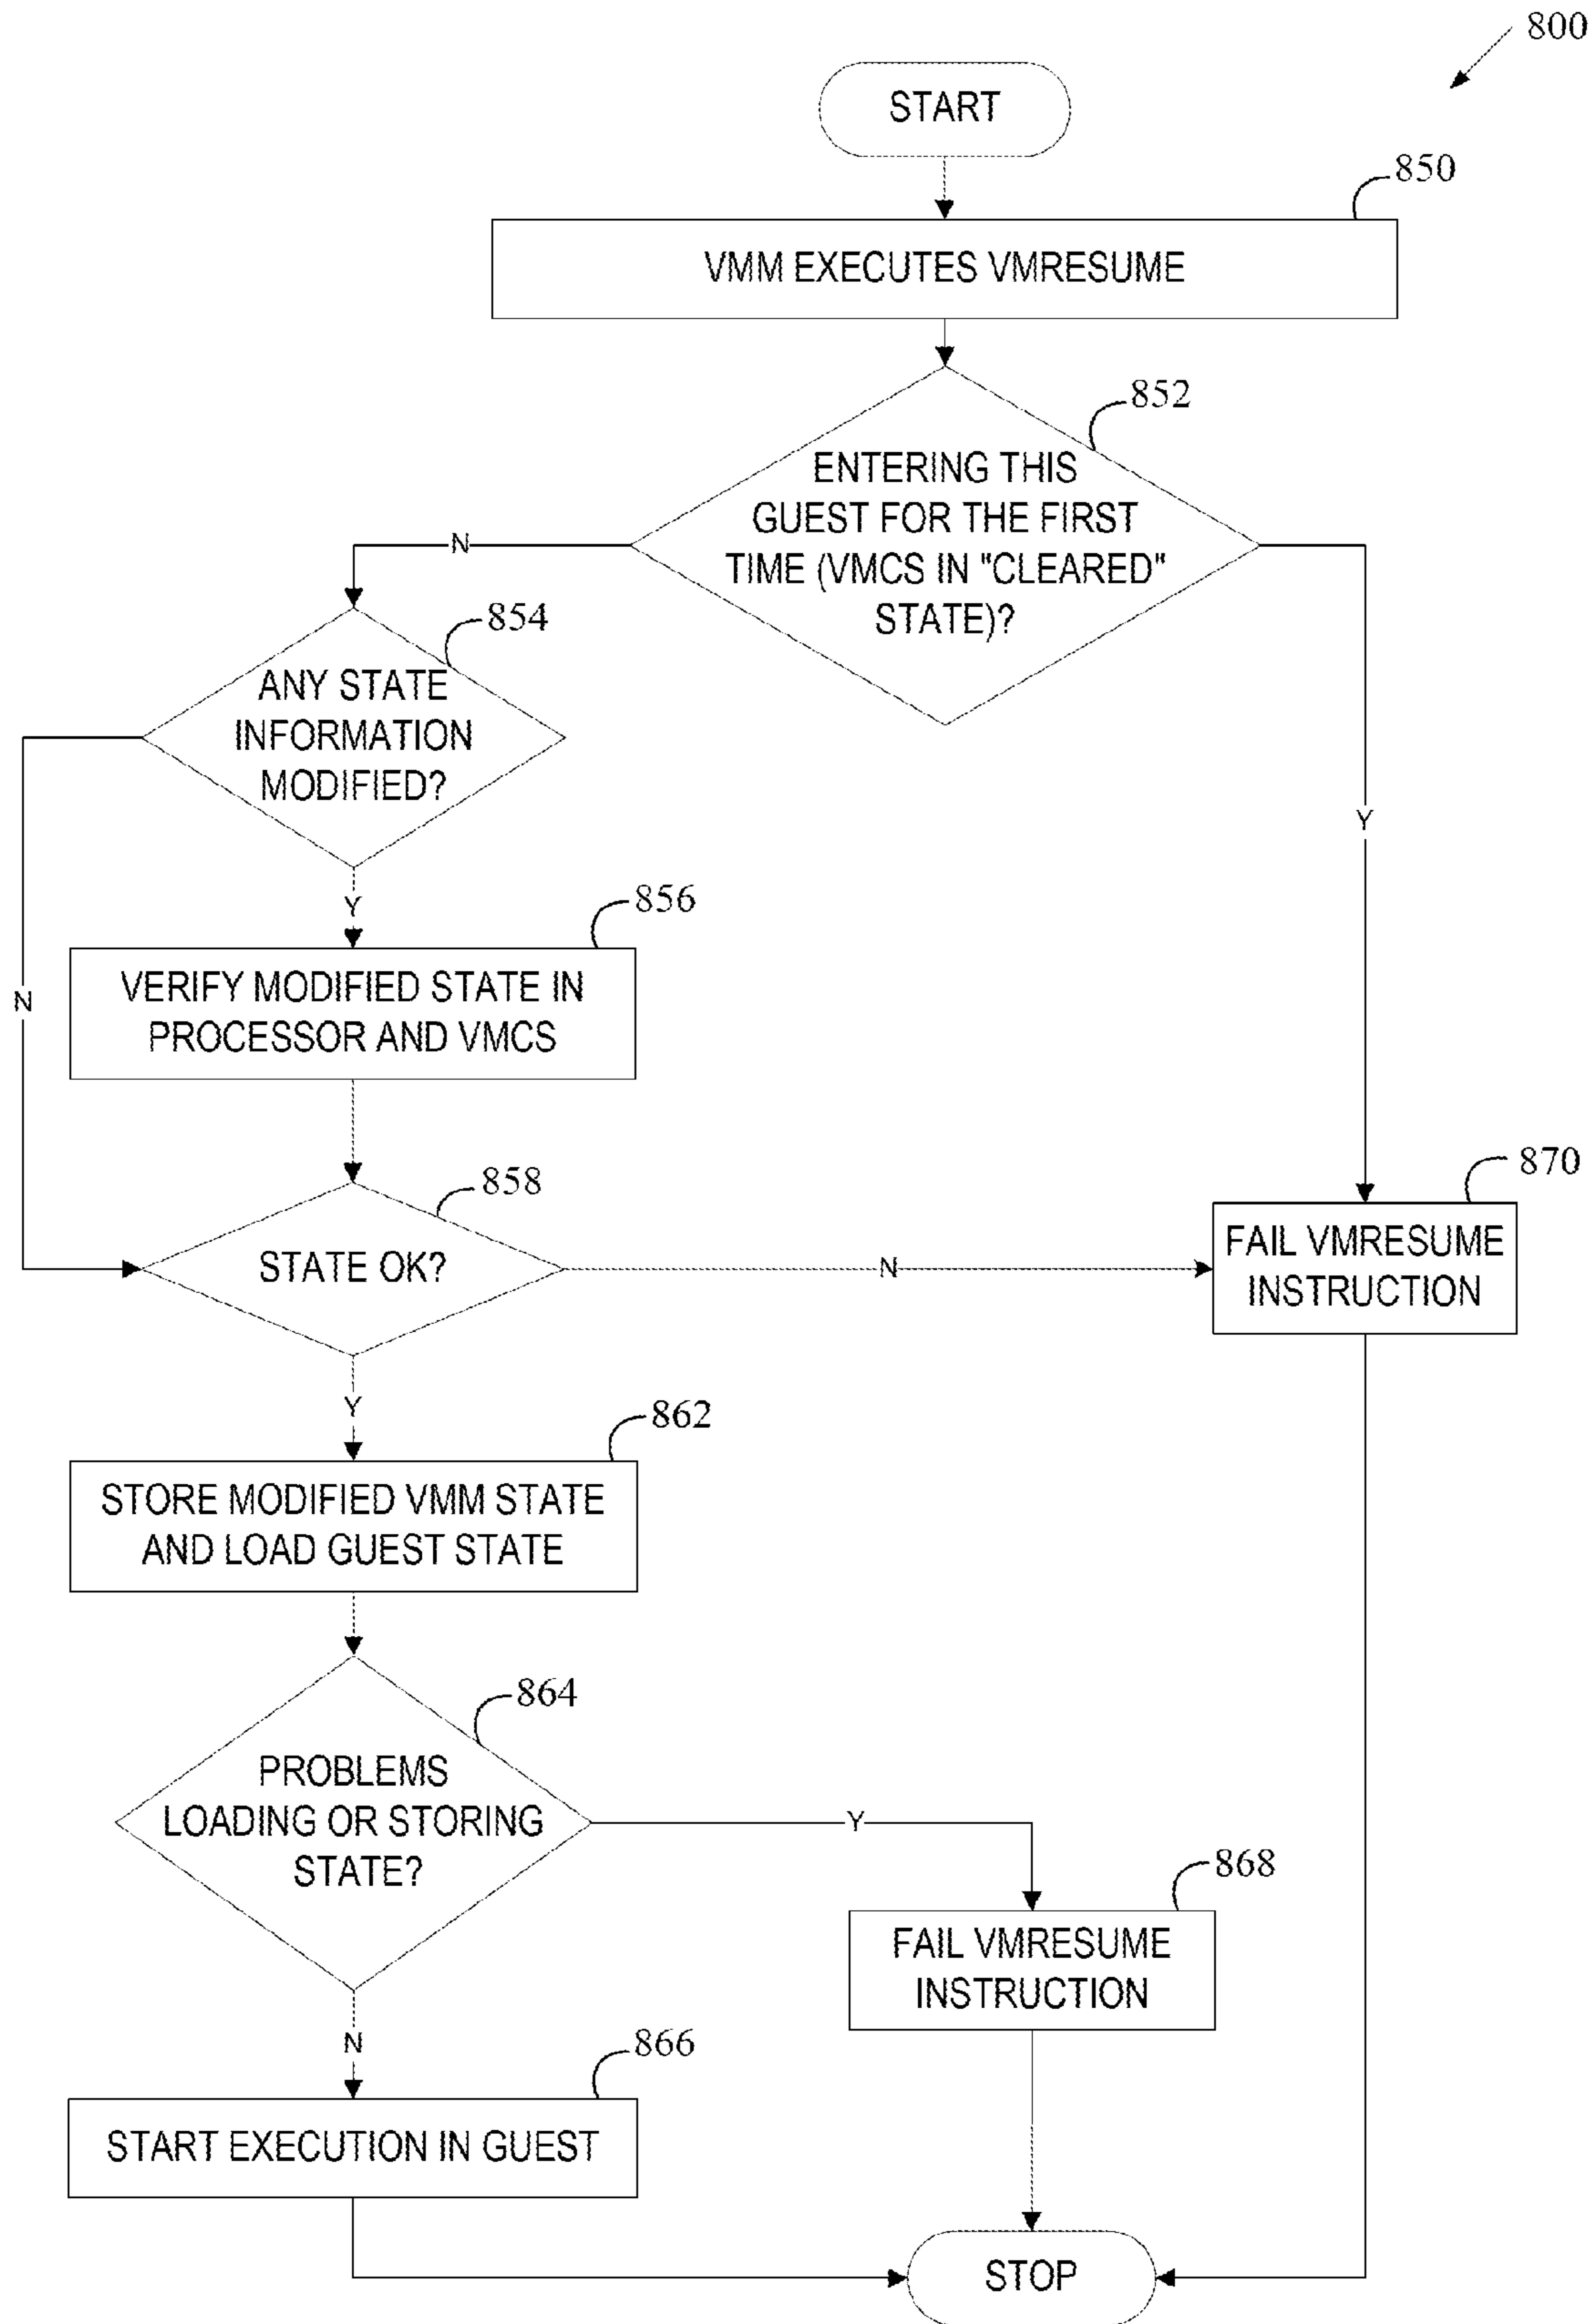 800
START
850
VMM EXECUTES VMRESUME
852
ENTERING THIS
GUEST FOR THE FIRST
TIME (VMCS IN "CLEARED"
STATE)?
N
Y
854
ANY STATE
INFORMATION
MODIFIED?
N
Y
856
VERIFY MODIFIED STATE IN
PROCESSOR AND VMCS
858
STATE OK?
N
Y
870
FAIL VMRESUME
INSTRUCTION
862
STORE MODIFIED VMM STATE
AND LOAD GUEST STATE
864
PROBLEMS
LOADING OR STORING
STATE?
Y
N
868
FAIL VMRESUME
INSTRUCTION
866
START EXECUTION IN GUEST
STOP